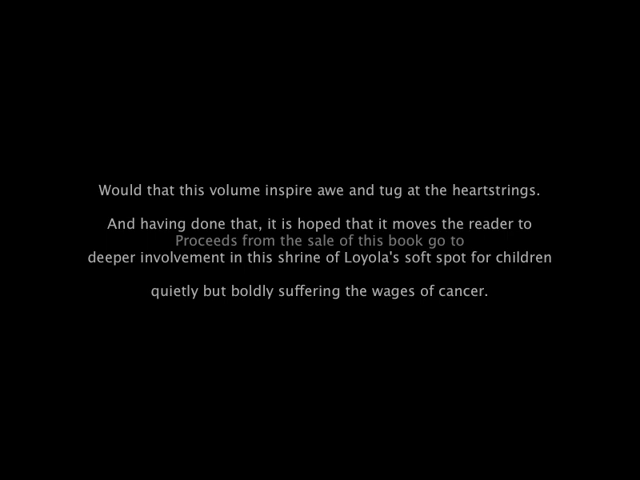 Would that this volume inspire awe and tug at the heartstrings.
And having done that, it is hoped that it moves the reader to
Proceeds from the sale of this book go to
deeper involvement in this shrine of Loyola's soft spot for children
quietly but boldly suffering the wages of cancer.